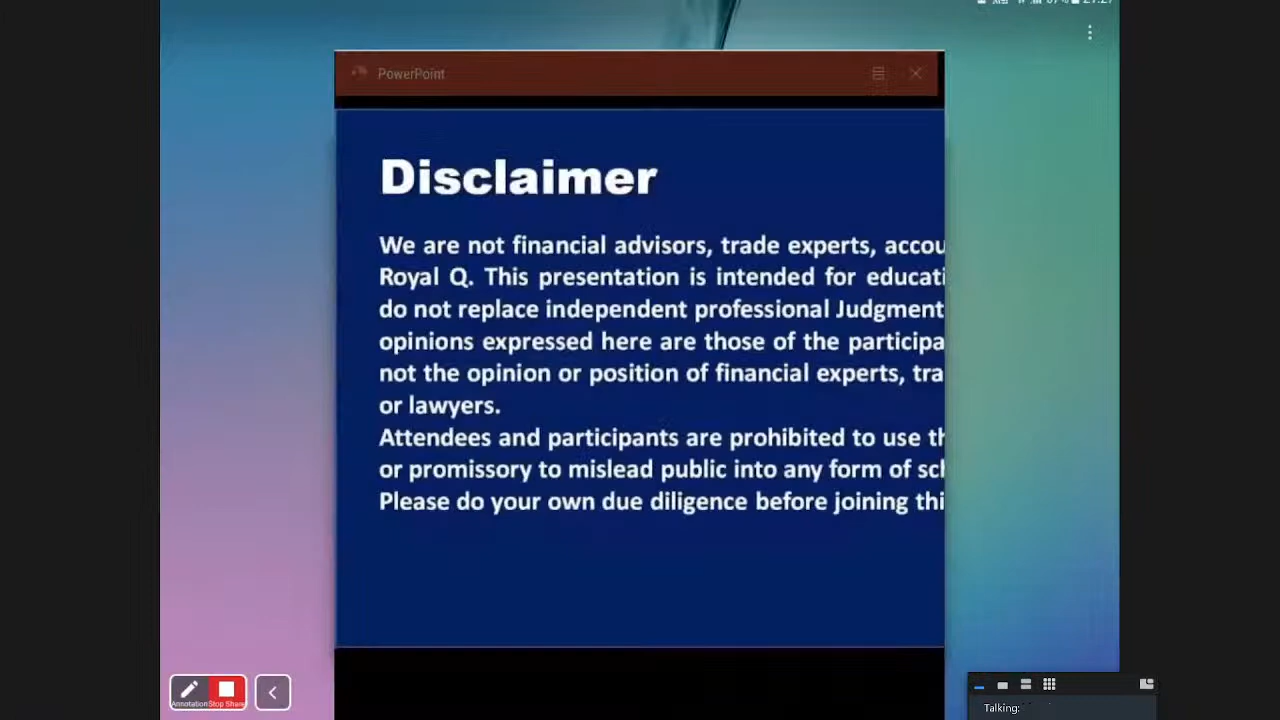 PowerPoint
Disclaimer
We are not financial advisors, trade experts, accou
Royal Q. This presentation is intended for educati
do not replace independent professional Judgment
opinions expressed here are those of the participa
not the opinion or position of financial experts, tra
or lawyers.
Attendees and participants are prohibited to use th
or promissory to mislead public into any form of sch
Please do your own due diligence before joining thi
Annotation Stop Share
Talking: